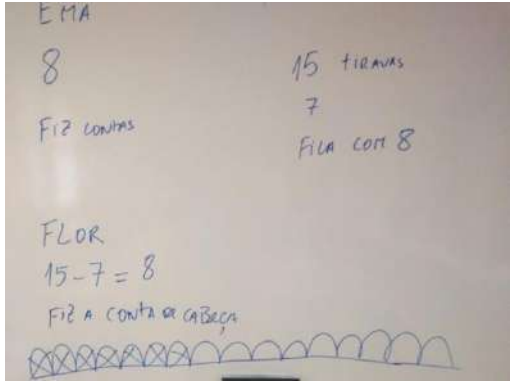 EMA
8
FIZ CONTAS
15 TIRAVAS
7
FICA COM 8
FLOR
15-7=8
FIZ A CONTA DE CABEÇA